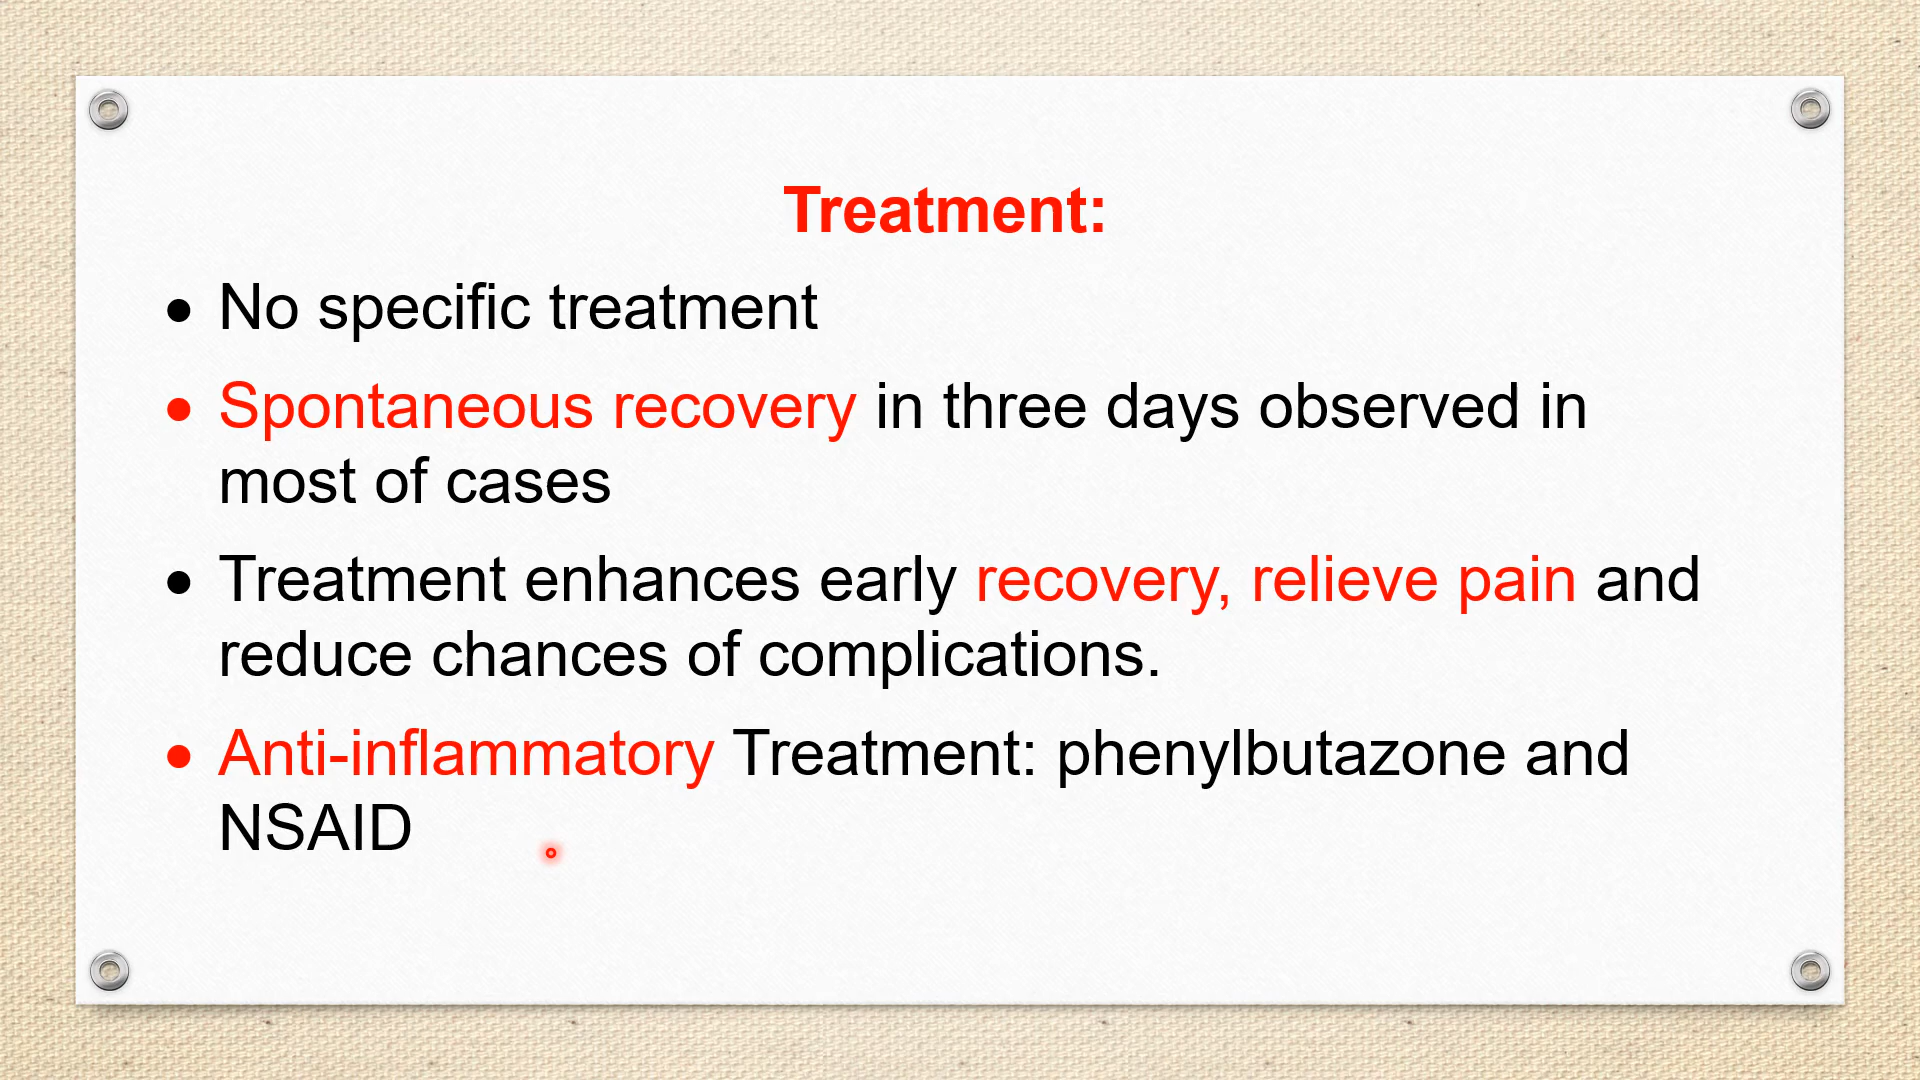 Treatment:
• No specific treatment
• Spontaneous recovery in three days observed in
most of cases
• Treatment enhances early recovery, relieve pain and
reduce chances of complications.
• Anti-inflammatory Treatment: phenylbutazone and
NSAID